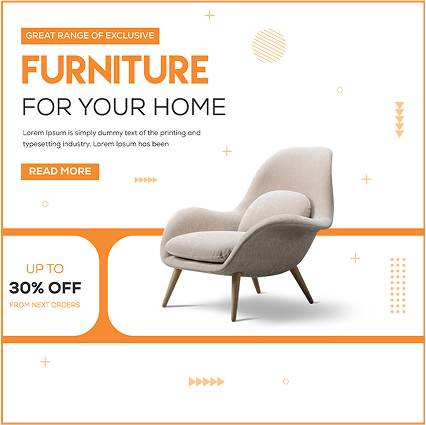 GREAT RANGE OF EXCLUSIVE
FURNITURE
FOR YOUR HOME
Lorem Ipsum is simply dummy text of the printing and
typesetting industry. Lorem Ipsum has been
READ MORE
UP TO
30% OFF
FROM NEXT ORDERS